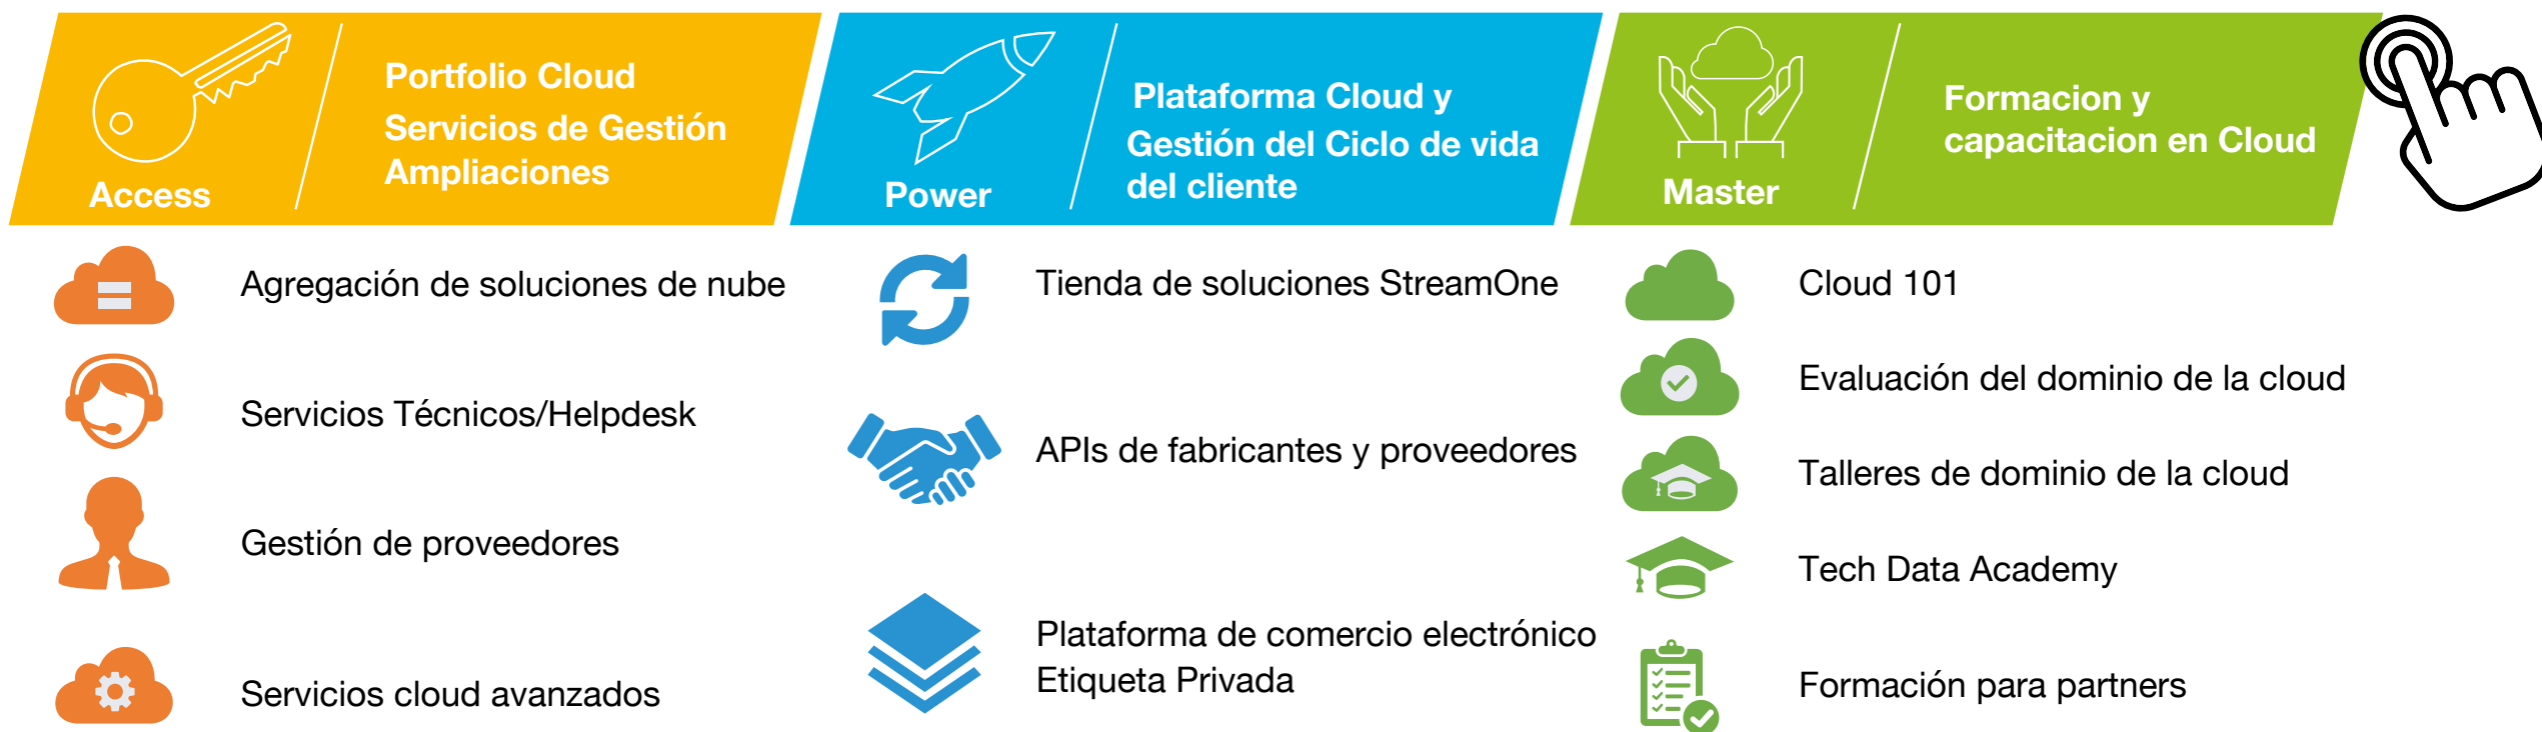 Access
Portfolio Cloud
Servicios de Gestión
Ampliaciones
Agregación de soluciones de nube
Servicios Técnicos/Helpdesk
Gestión de proveedores
Servicios cloud avanzados
Power
Plataforma Cloud y
Gestión del Ciclo de vida
del cliente
Tienda de soluciones StreamOne
APIs de fabricantes y proveedores
Plataforma de comercio electrónico
Etiqueta Privada
Master
Formacion y
capacitacion en Cloud
Cloud 101
Evaluación del dominio de la cloud
Talleres de dominio de la cloud
Tech Data Academy
Formación para partners